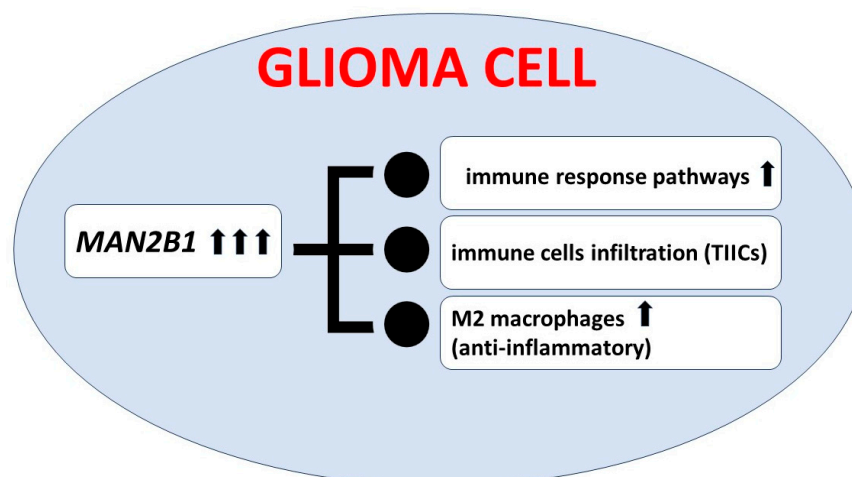 GLIOMA CELL
MAN2B1 ⬆⬆⬆
immune response pathways ⬆
immune cells infiltration (TIICs)
M2 macrophages ⬆
(anti-inflammatory)